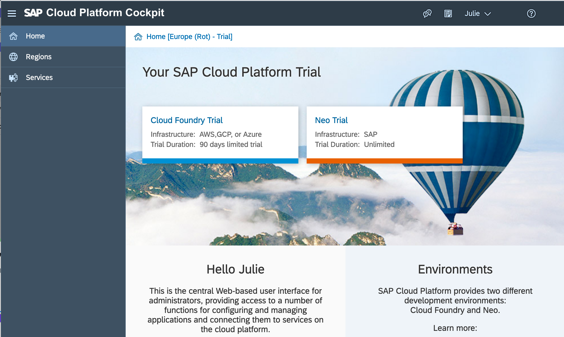 SAP Cloud Platform Cockpit
Julie
Home
Regions
Services
Home [Europe (Rot) - Trial]
Your SAP Cloud Platform Trial
Cloud Foundry Trial
Infrastructure: AWS,GCP, or Azure
Trial Duration: 90 days limited trial
Neo Trial
Infrastructure: SAP
Trial Duration: Unlimited
Hello Julie
This is the central Web-based user interface for
administrators, providing access to a number of
functions for configuring and managing
applications and connecting them to services on
the cloud platform.
Environments
SAP Cloud Platform provides two different
development environments:
Cloud Foundry and Neo.
Learn more: